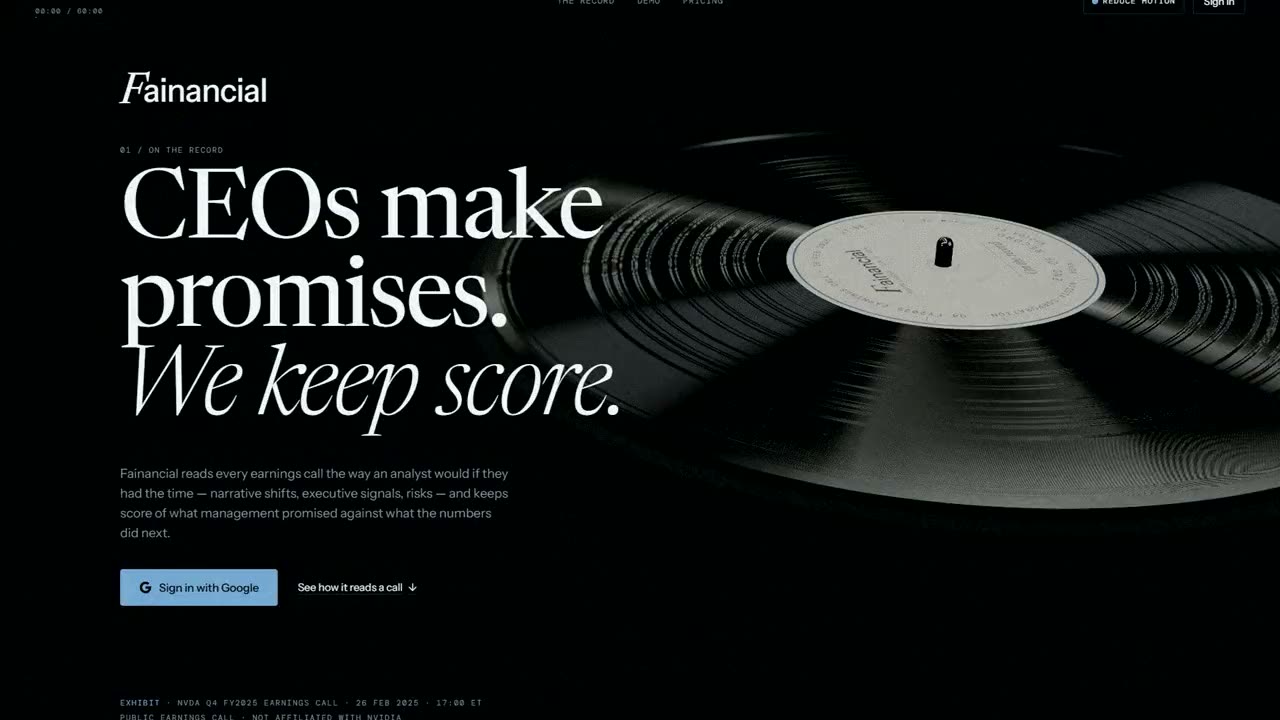 00:00 / 60:00
THE RECORD DEMO PRICING
REDUCE MOTION
Sign in
Fainancial
01 / ON THE RECORD
CEOs make
promises.
We keep score.
Fainancial
Fainancial reads every earnings call the way an analyst would if they
had the time — narrative shifts, executive signals, risks — and keeps
score of what management promised against what the numbers
did next.
G Sign in with Google
See how it reads a call ↓
EXHIBIT · NVDA Q4 FY2025 EARNINGS CALL · 26 FEB 2025 · 17:00 ET
PUBLIC EARNINGS CALL · NOT AFFILIATED WITH NVIDIA